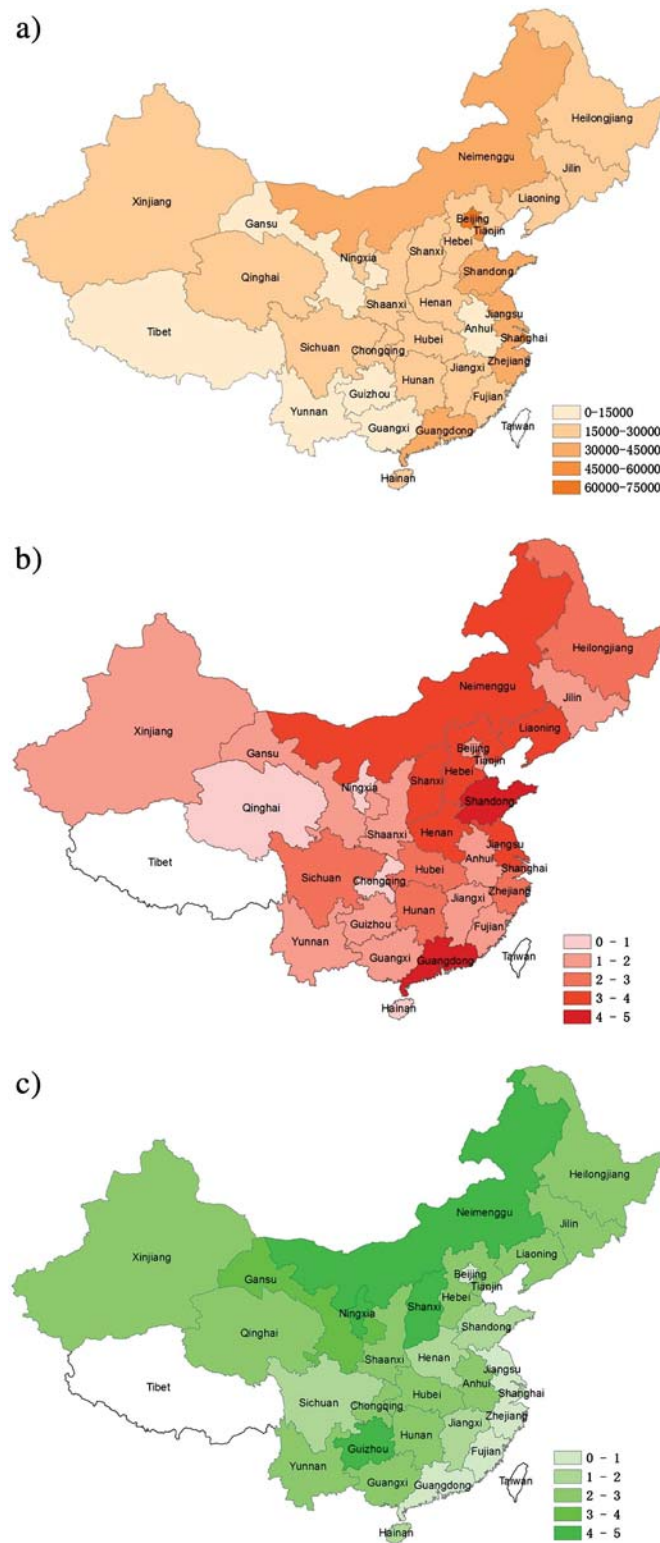 a)
Heilongjiang
Neimenggu
Jilin
Xinjiang
Liaoning
Gansu
Beijing
Tianjin
Ningxia
Shanxi
Hebei
Qinghai
Shandong
Shaanxi
Henan
Jiangsu
Tibet
Anhui
Shanghai
Sichuan
Chongqing
Hubei
Zhejiang
Hunan
Jiangxi
Guizhou
Fujian
Yunnan
Guangxi
Guangdong
Taiwan
Hainan
0-15000
15000-30000
30000-45000
45000-60000
60000-75000
b)
Heilongjiang
Neimenggu
Jilin
Xinjiang
Liaoning
Gansu
Beijing
Tianjin
Ningxia
Shanxi
Hebei
Qinghai
Shandong
Shaanxi
Henan
Jiangsu
Tibet
Anhui
Shanghai
Sichuan
Chongqing
Hubei
Zhejiang
Hunan
Jiangxi
Guizhou
Fujian
Yunnan
Guangxi
Guangdong
Taiwan
Hainan
0 - 1
1 - 2
2 - 3
3 - 4
4 - 5
c)
Heilongjiang
Neimenggu
Jilin
Xinjiang
Liaoning
Gansu
Beijing
Tianjin
Ningxia
Shanxi
Hebei
Qinghai
Shandong
Shaanxi
Henan
Jiangsu
Tibet
Anhui
Shanghai
Sichuan
Chongqing
Hubei
Zhejiang
Hunan
Jiangxi
Guizhou
Fujian
Yunnan
Guangxi
Guangdong
Taiwan
Hainan
0 - 1
1 - 2
2 - 3
3 - 4
4 - 5